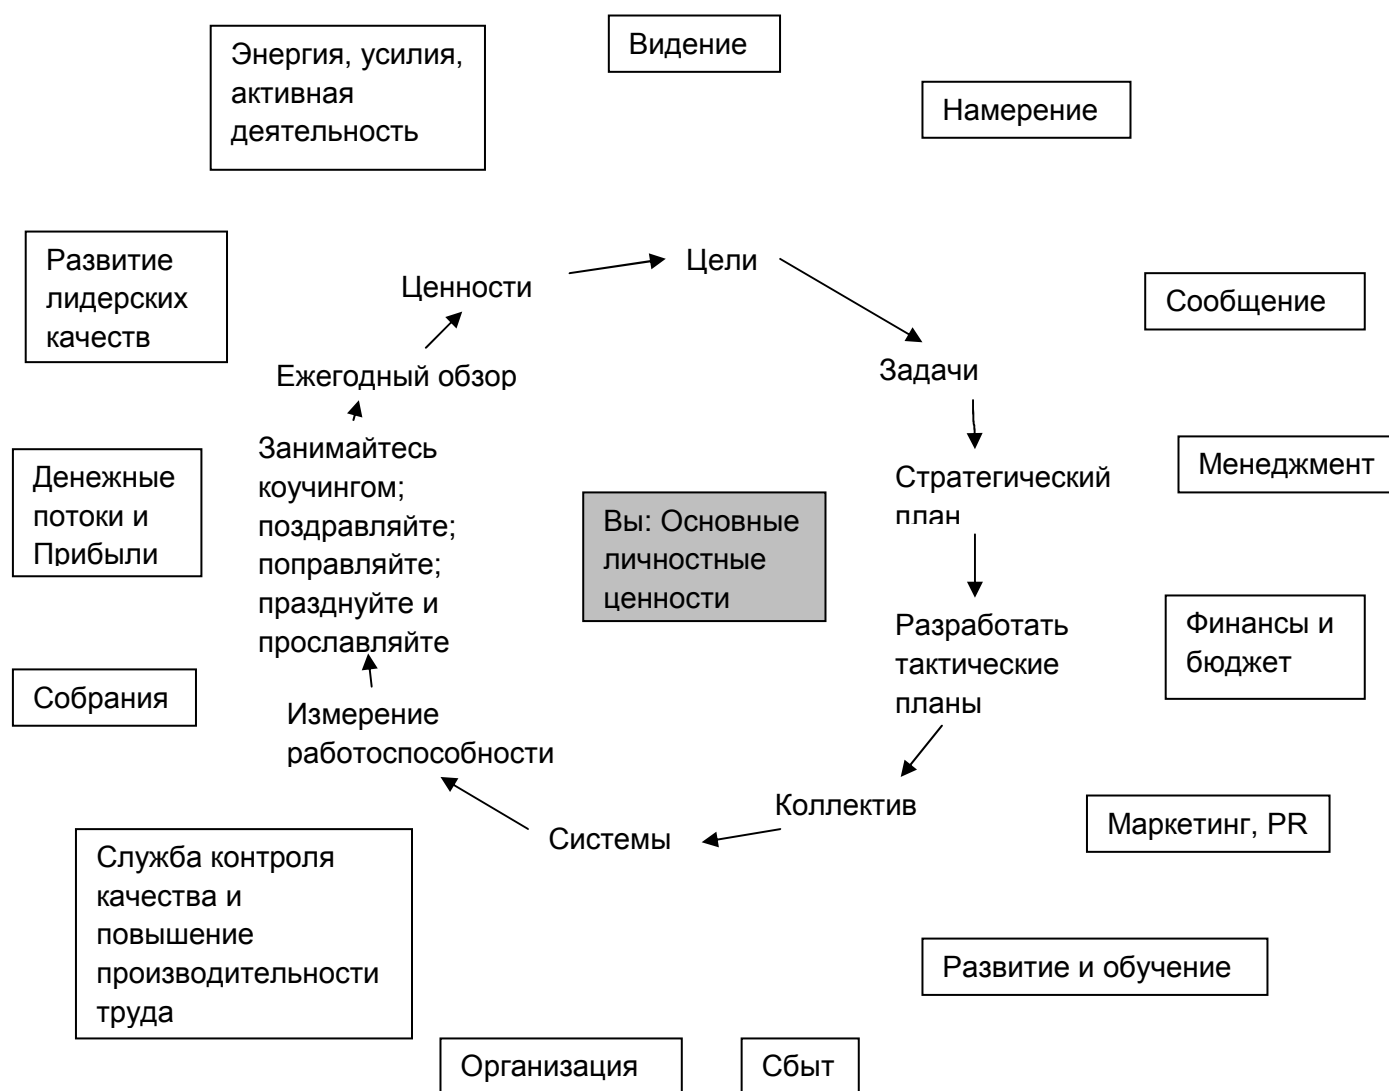 Энергия, усилия,
активная
деятельность
Видение
Намерение
Развитие
лидерских
качеств
Ценности
Цели
Сообщение
Ежегодный обзор
Задачи
Денежные
потоки и
Прибыли
Занимайтесь
коучингом;
поздравляйте;
поправляйте;
празднуйте и
прославляйте
Вы: Основные
личностные
ценности
Стратегический
план
Менеджмент
Разработать
тактические
планы
Финансы и
бюджет
Собрания
Измерение
работоспособности
Коллектив
Системы
Маркетинг, PR
Служба контроля
качества и
повышение
производительности
труда
Развитие и обучение
Организация
Сбыт